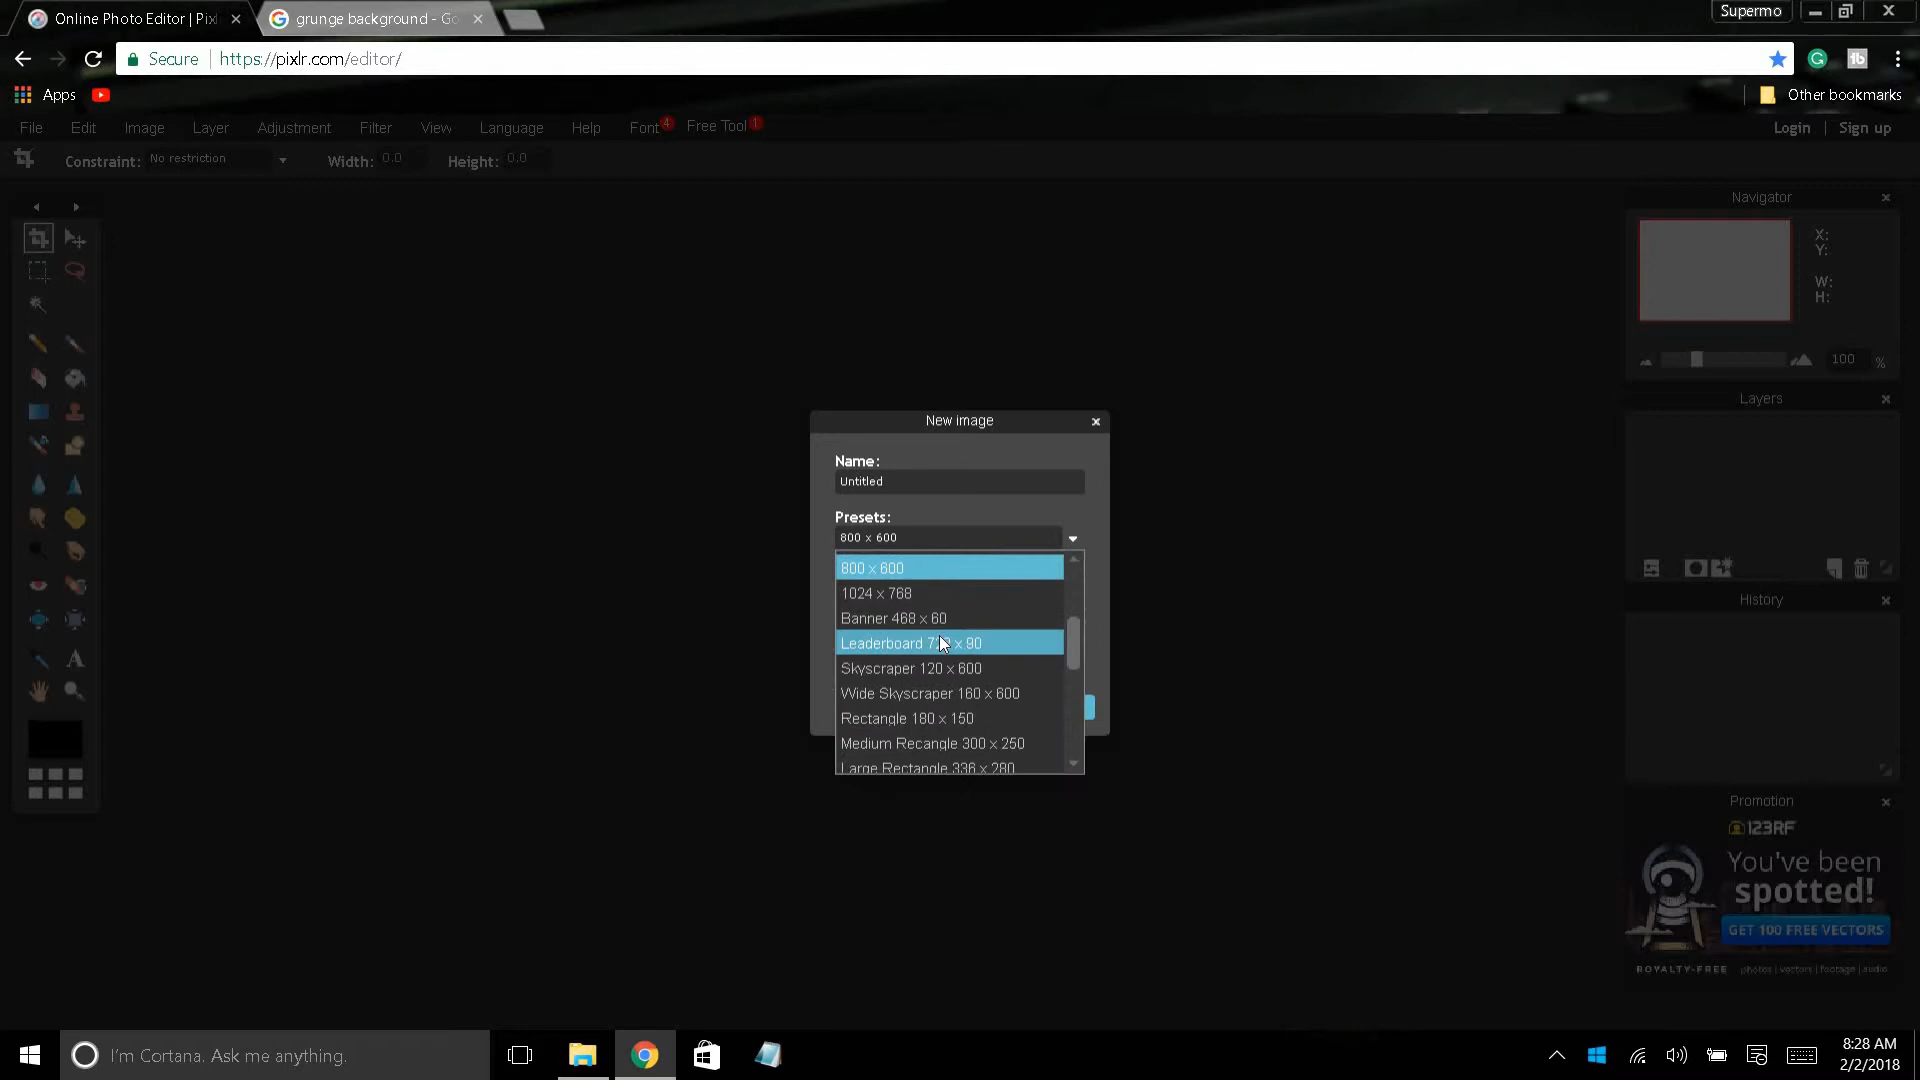 Online Photo Editor | Pixl
grunge background - Go
Supermo
Secure
https://pixlr.com/editor/
Apps
Other bookmarks
File Edit Image Layer Adjustment Filter View Language Help Font 4 Free Tool 1
Login | Sign up
Constraint: No restriction Width: 0.0 Height: 0.0
Navigator
X:
Y:
W:
H:
100 %
Layers
New image
Name:
Untitled
Presets:
800 x 600
800 x 600
1024 x 768
Banner 468 x 60
Leaderboard 72 x 90
Skyscraper 120 x 600
Wide Skyscraper 160 x 600
Rectangle 180 x 150
Medium Recangle 300 x 250
Large Rectangle 336 x 280
History
Promotion
123RF
You've been
spotted!
GET 100 FREE VECTORS
ROYALTY-FREE photos | vectors | footage | audio
I'm Cortana. Ask me anything.
8:28 AM
2/2/2018